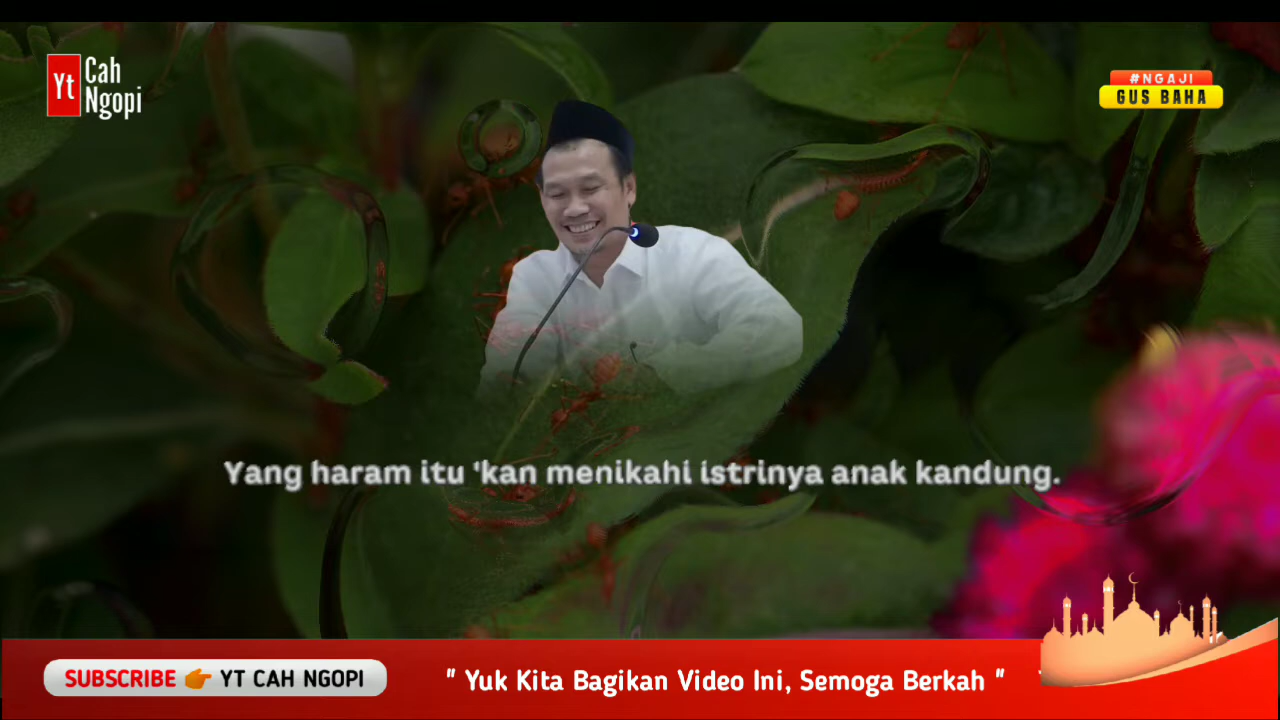 Yt
Cah
Ngopi
#NGAJI
GUS BAHA
Yang haram itu 'kan menikahi istrinya anak kandung.
SUBSCRIBE 👉 YT CAH NGOPI
" Yuk Kita Bagikan Video Ini, Semoga Berkah "